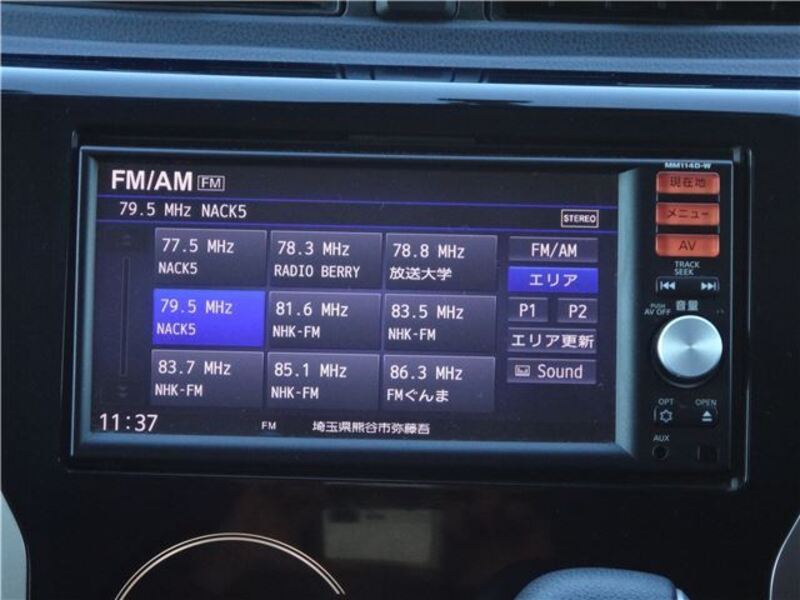 MM114D-W
FM/AM FM
79.5 MHz NACK5
STEREO
77.5 MHz
NACK5
78.3 MHz
RADIO BERRY
78.8 MHz
放送大学
79.5 MHz
NACK5
81.6 MHz
NHK-FM
83.5 MHz
NHK-FM
83.7 MHz
NHK-FM
85.1 MHz
NHK-FM
86.3 MHz
FMぐんま
FM/AM
エリア
P1 P2
エリア更新
Sound
11:37 FM 埼玉県熊谷市弥藤吾
現在地
メニュー
AV
TRACK
SEEK
PUSH
AV OFF
音量
OPT OPEN
AUX